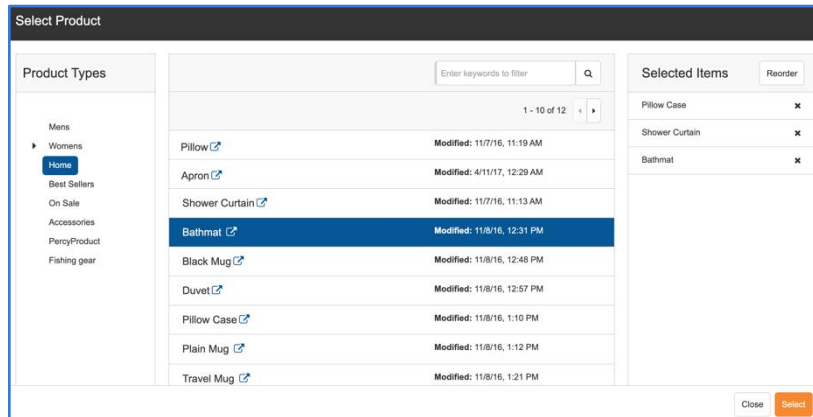 Select Product
Product Types
Mens
Womens
Home
Best Sellers
On Sale
Accessories
PercyProduct
Fishing gear
Enter keywords to filter
1 - 10 of 12
Pillow Modified: 11/7/16, 11:19 AM
Apron Modified: 4/11/17, 12:29 AM
Shower Curtain Modified: 11/7/16, 11:13 AM
Bathmat Modified: 11/8/16, 12:31 PM
Black Mug Modified: 11/8/16, 12:48 PM
Duvet Modified: 11/8/16, 12:57 PM
Pillow Case Modified: 11/8/16, 1:10 PM
Plain Mug Modified: 11/8/16, 1:12 PM
Travel Mug Modified: 11/8/16, 1:21 PM
Selected Items Reorder
Pillow Case
Shower Curtain
Bathmat
Close Select